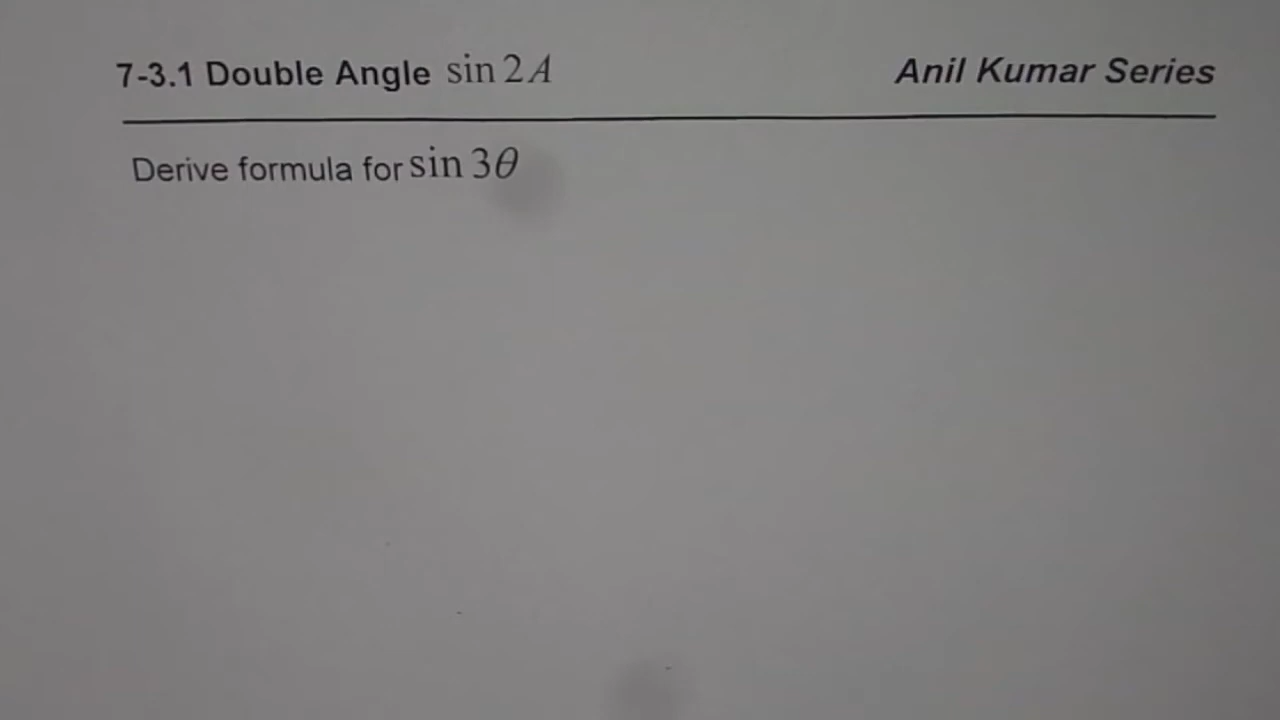 7-3.1 Double Angle sin 2A Anil Kumar Series
Derive formula for sin 3θ